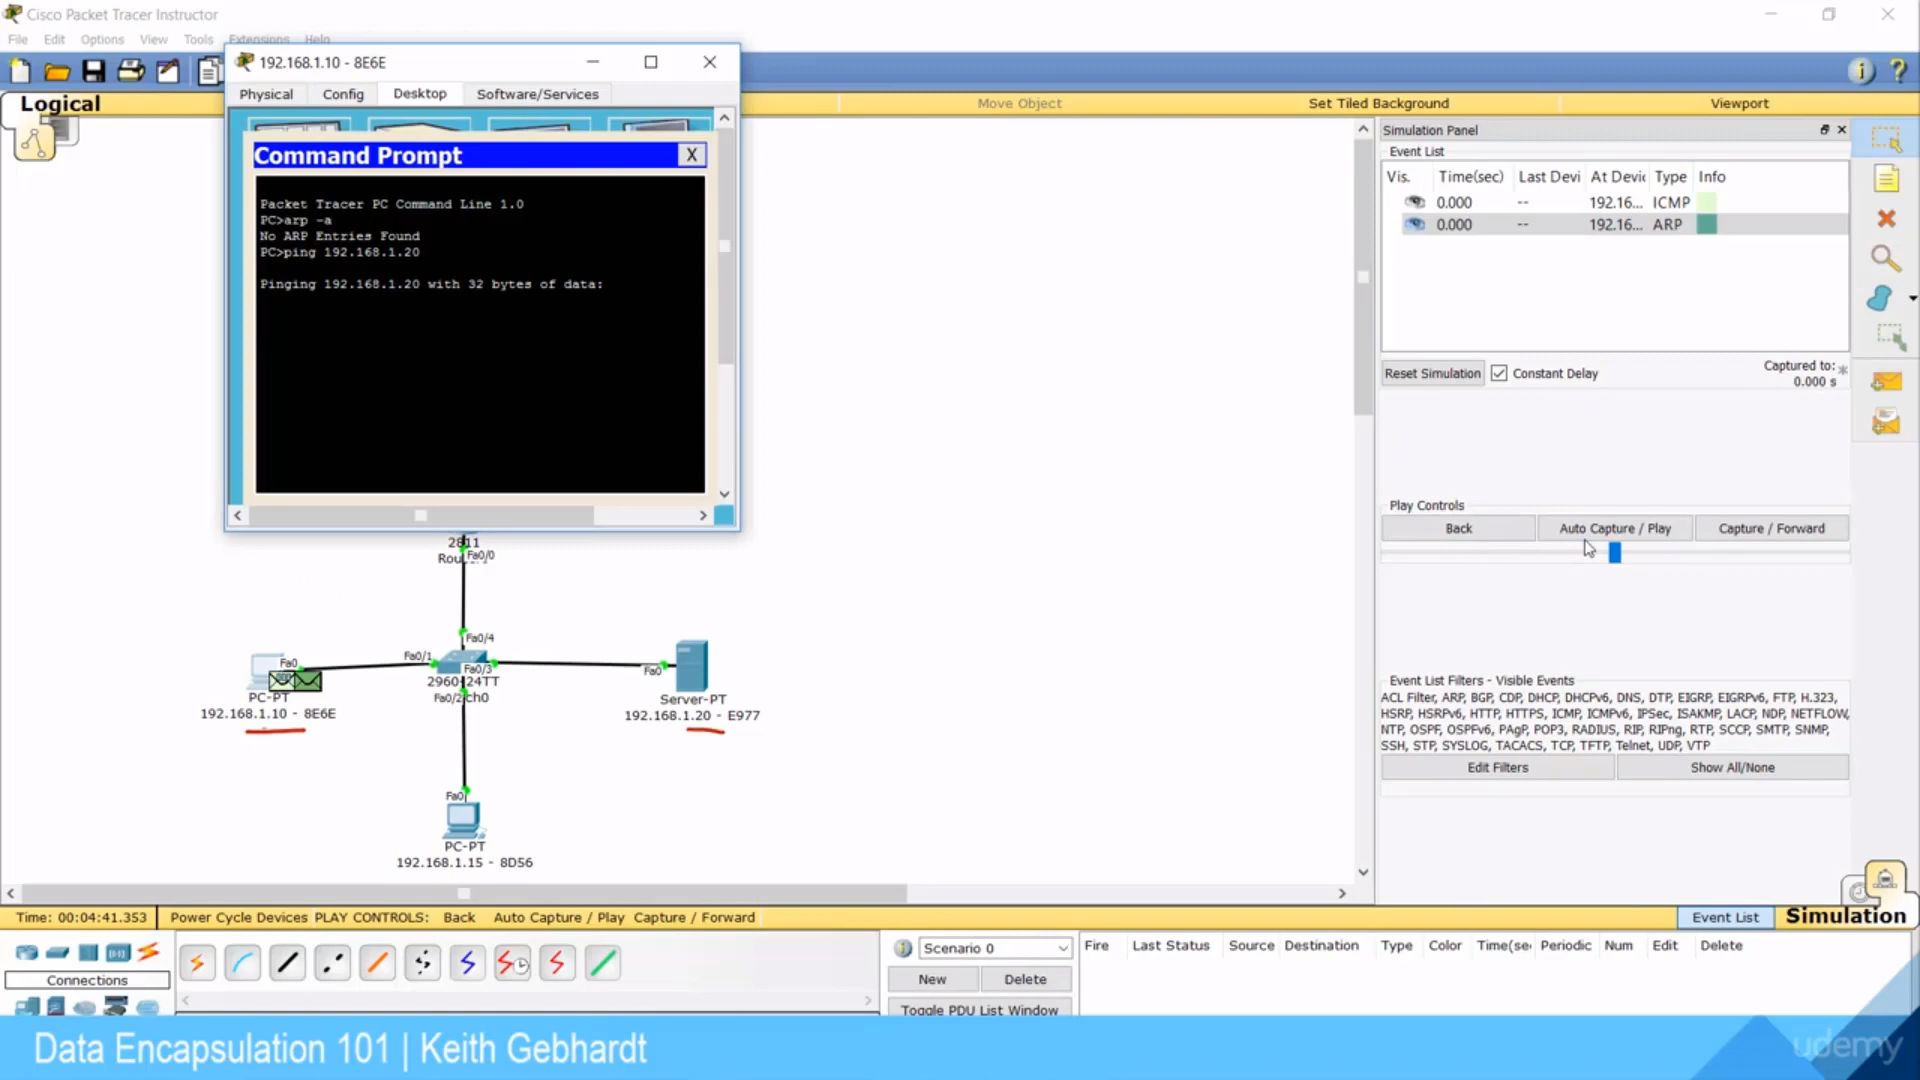 Cisco Packet Tracer Instructor
File Edit Options View Tools Extensions Help
192.168.1.10 - 8E6E
Physical Config Desktop Software/Services
Logical
Move Object Set Tiled Background Viewport
Command Prompt X
Packet Tracer PC Command Line 1.0
PC>arp -a
No ARP Entries Found
PC>ping 192.168.1.20
Pinging 192.168.1.20 with 32 bytes of data:
Simulation Panel
Event List
Vis. Time(sec) Last Devi At Devic Type Info
0.000 -- 192.16... ICMP
0.000 -- 192.16... ARP
Reset Simulation Constant Delay
Captured to:
0.000 s
Play Controls
Back Auto Capture / Play Capture / Forward
Event List Filters - Visible Events
ACL Filter, ARP, BGP, CDP, DHCP, DHCPv6, DNS, DTP, EIGRP, EIGRPv6, FTP, H.323,
HSRP, HSRPv6, HTTP, HTTPS, ICMP, ICMPv6, IPSec, ISAKMP, LACP, NDP, NETFLOW,
NTP, OSPF, OSPFv6, PAgP, POP3, RADIUS, RIP, RIPng, RTP, SCCP, SMTP, SNMP,
SSH, STP, SYSLOG, TACACS, TCP, TFTP, Telnet, UDP, VTP
Edit Filters Show All/None
2811
Rou Fa0/0
Fa0/4
Fa0/1
Fa0/3
2960-24TT
Fa0/2 ch0
Fa0
PC-PT
192.168.1.10 - 8E6E
Fa0
Server-PT
192.168.1.20 - E977
Fa0
PC-PT
192.168.1.15 - 8D56
Time: 00:04:41.353 Power Cycle Devices PLAY CONTROLS: Back Auto Capture / Play Capture / Forward
Event List Simulation
Connections
Scenario 0
New Delete
Toggle PDU List Window
Fire Last Status Source Destination Type Color Time(sec Periodic Num Edit Delete
Data Encapsulation 101 | Keith Gebhardt
udemy